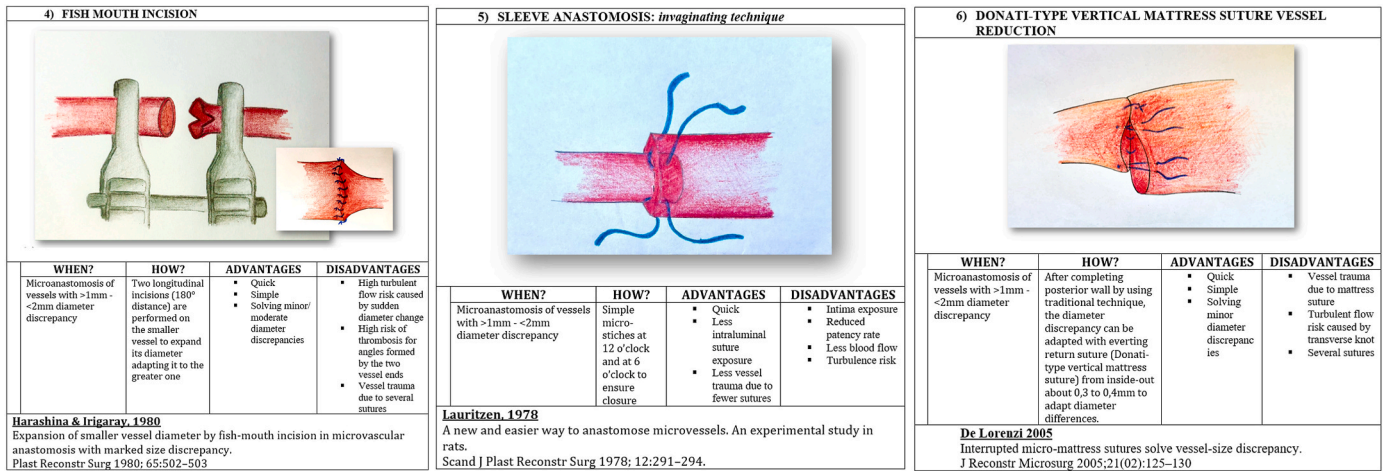 4) FISH MOUTH INCISION
WHEN?
HOW?
ADVANTAGES
DISADVANTAGES
Microanastomosis of
vessels with >1mm -
<2mm diameter
discrepancy
Two longitudinal
incisions (180°
distance) are
performed on
the smaller
vessel to expand
its diameter
adapting it to the
greater one
▪ Quick
▪ Simple
▪ Solving minor/
moderate
diameter
discrepancies
▪ High turbulent
flow risk caused
by sudden
diameter change
▪ High risk of
thrombosis for
angles formed
by the two
vessel ends
▪ Vessel trauma
due to several
sutures
Harashina & Irigaray, 1980
Expansion of smaller vessel diameter by fish-mouth incision in microvascular
anastomosis with marked size discrepancy.
Plast Reconstr Surg 1980; 65:502–503
5) SLEEVE ANASTOMOSIS: invaginating technique
WHEN?
HOW?
ADVANTAGES
DISADVANTAGES
Microanastomosis of vessels
with >1mm - <2mm
diameter discrepancy
Simple
micro-
stiches at
12 o'clock
and at 6
o'clock to
ensure
closure
▪ Quick
▪ Less
intraluminal
suture
exposure
▪ Less vessel
trauma due to
fewer sutures
▪ Intima exposure
▪ Reduced
patency rate
▪ Less blood flow
▪ Turbulence risk
Lauritzen, 1978
A new and easier way to anastomose microvessels. An experimental study in
rats.
Scand J Plast Reconstr Surg 1978; 12:291–294.
6) DONATI-TYPE VERTICAL MATTRESS SUTURE VESSEL
REDUCTION
WHEN?
HOW?
ADVANTAGES
DISADVANTAGES
Microanastomosis of
vessels with >1mm -
<2mm diameter
discrepancy
After completing
posterior wall by using
traditional technique,
the diameter
discrepancy can be
adapted with everting
return suture (Donati-
type vertical mattress
suture) from inside-out
about 0,3 to 0,4mm to
adapt diameter
differences.
▪ Quick
▪ Simple
▪ Solving
minor
diameter
discrepanc
ies
▪ Vessel trauma
due to mattress
suture
▪ Turbulent flow
risk caused by
transverse knot
▪ Several sutures
De Lorenzi 2005
Interrupted micro-mattress sutures solve vessel-size discrepancy.
J Reconstr Microsurg 2005;21(02):125–130